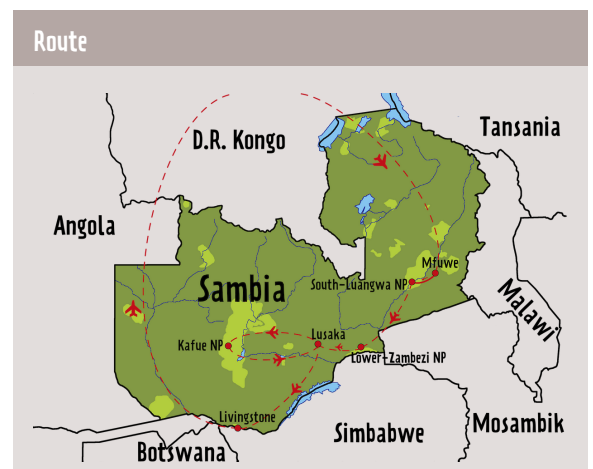 Route
D.R. Kongo
Tansania
Angola
Mfuwe
South-Luangwa NP
Sambia
Malawi
Lusaka
Kafue NP
Lower-Zambezi NP
Livingstone
Simbabwe
Mosambik
Botswana